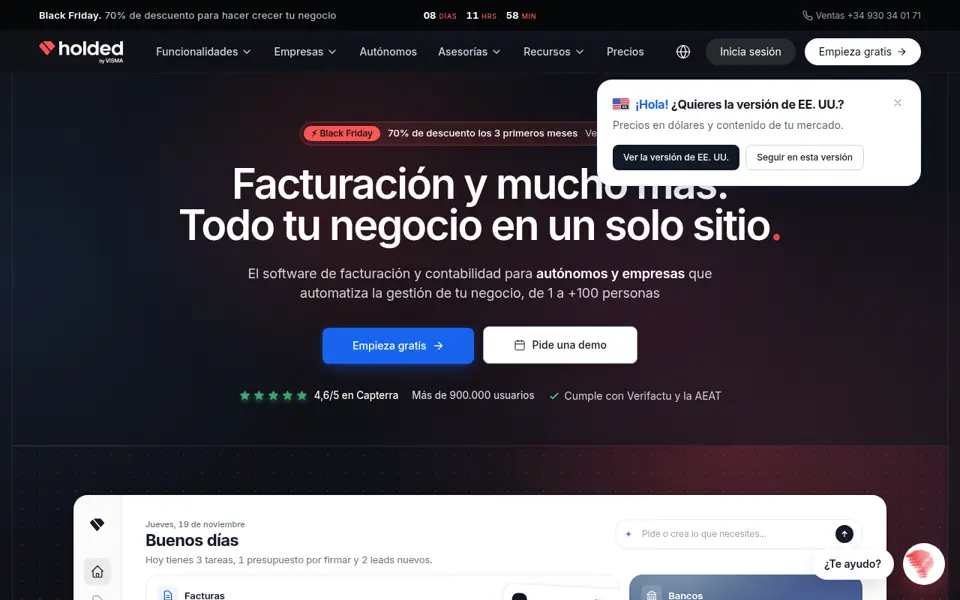 Black Friday. 70% de descuento para hacer crecer tu negocio
08 DÍAS 11 HRS 58 MIN
Ventas +34 930 34 01 71
holded
by VISMA
Funcionalidades
Empresas
Autónomos
Asesorías
Recursos
Precios
Inicia sesión
Empieza gratis →
¡Hola! ¿Quieres la versión de EE. UU.?
Precios en dólares y contenido de tu mercado.
Ver la versión de EE. UU.
Seguir en esta versión
⚡ Black Friday 70% de descuento los 3 primeros meses Ve
Facturación y mucho más.
Todo tu negocio en un solo sitio.
El software de facturación y contabilidad para autónomos y empresas que
automatiza la gestión de tu negocio, de 1 a +100 personas
Empieza gratis →
Pide una demo
4,6/5 en Capterra
Más de 900.000 usuarios
Cumple con Verifactu y la AEAT
Jueves, 19 de noviembre
Buenos días
Hoy tienes 3 tareas, 1 presupuesto por firmar y 2 leads nuevos.
Pide o crea lo que necesites...
¿Te ayudo?
Facturas
Bancos